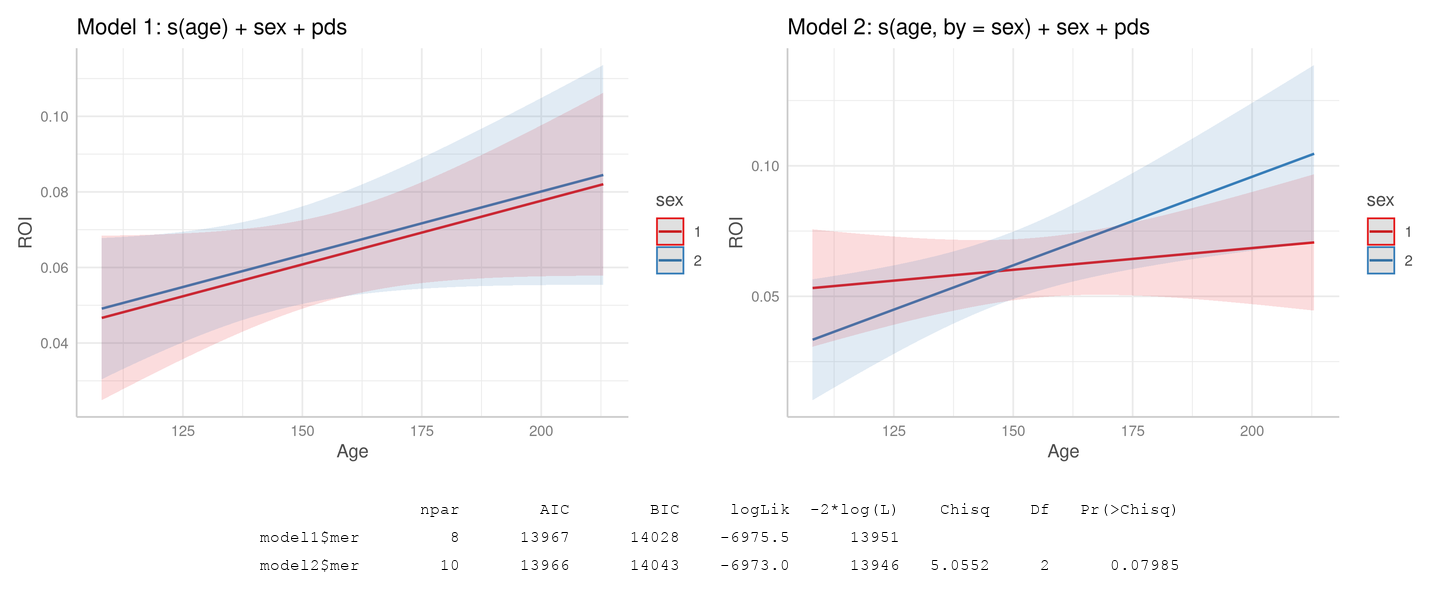 Model 1: s(age) + sex + pds
ROI
0.10
0.08
0.06
0.04
125 150 175 200
Age
sex
1
2
Model 2: s(age, by = sex) + sex + pds
ROI
0.10
0.05
125 150 175 200
Age
sex
1
2
npar AIC BIC logLik -2*log(L) Chisq Df Pr(>Chisq)
model1$mer 8 13967 14028 -6975.5 13951
model2$mer 10 13966 14043 -6973.0 13946 5.0552 2 0.07985